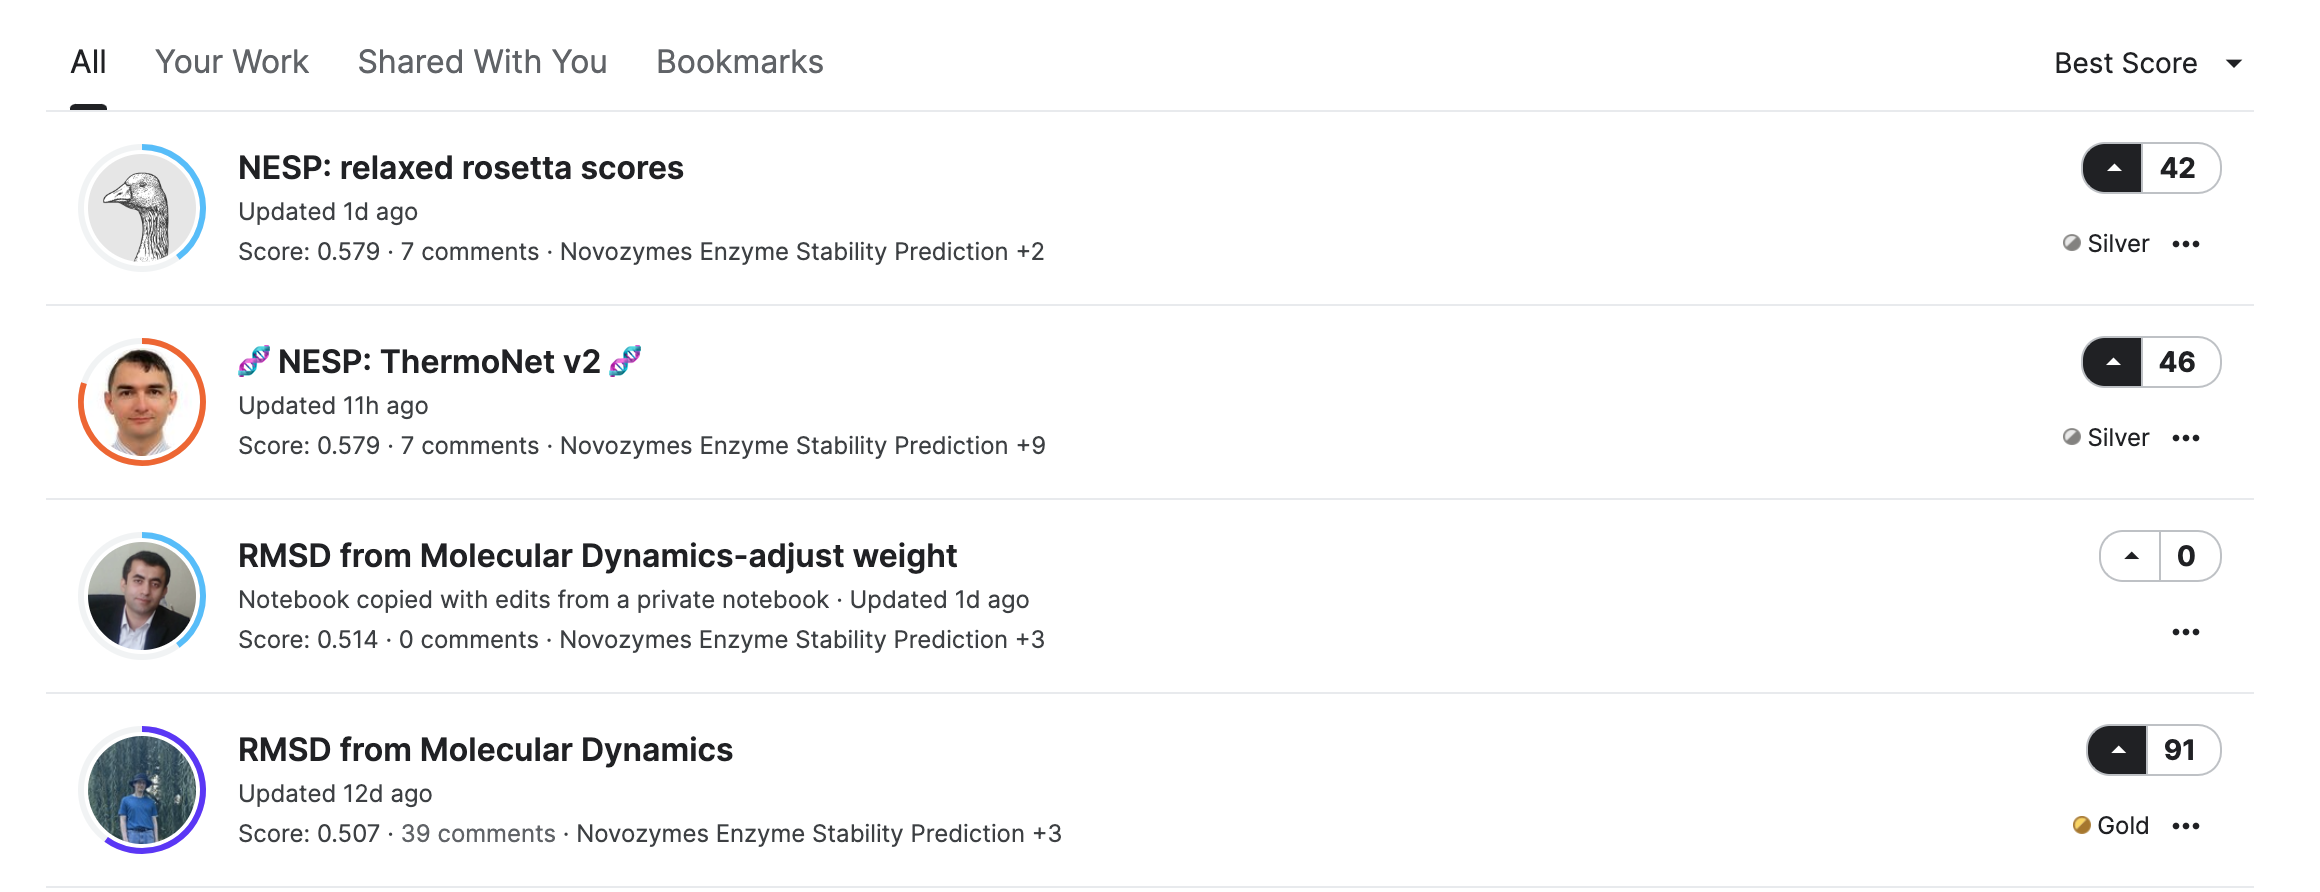 All Your Work Shared With You Bookmarks Best Score
NESP: relaxed rosetta scores
42
Updated 1d ago
Score: 0.579 · 7 comments · Novozymes Enzyme Stability Prediction +2
Silver
🧬 NESP: ThermoNet v2 🧬
46
Updated 11h ago
Score: 0.579 · 7 comments · Novozymes Enzyme Stability Prediction +9
Silver
RMSD from Molecular Dynamics-adjust weight
0
Notebook copied with edits from a private notebook · Updated 1d ago
Score: 0.514 · 0 comments · Novozymes Enzyme Stability Prediction +3
RMSD from Molecular Dynamics
91
Updated 12d ago
Score: 0.507 · 39 comments · Novozymes Enzyme Stability Prediction +3
Gold